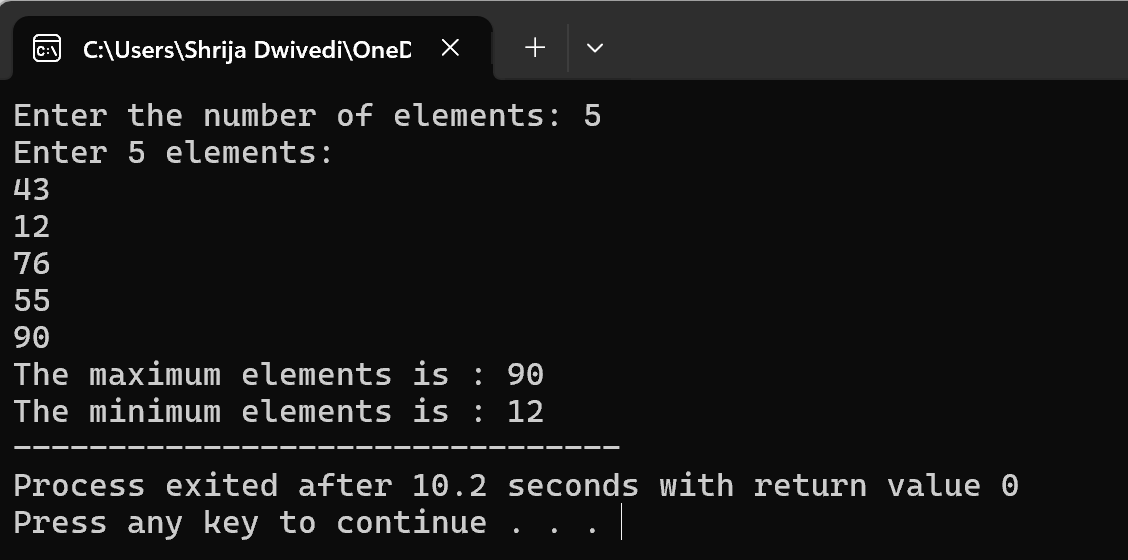 C:\Users\Shrija Dwivedi\OneD
Enter the number of elements: 5
Enter 5 elements:
43
12
76
55
90
The maximum elements is : 90
The minimum elements is : 12
--------------------------------
Process exited after 10.2 seconds with return value 0
Press any key to continue . . .